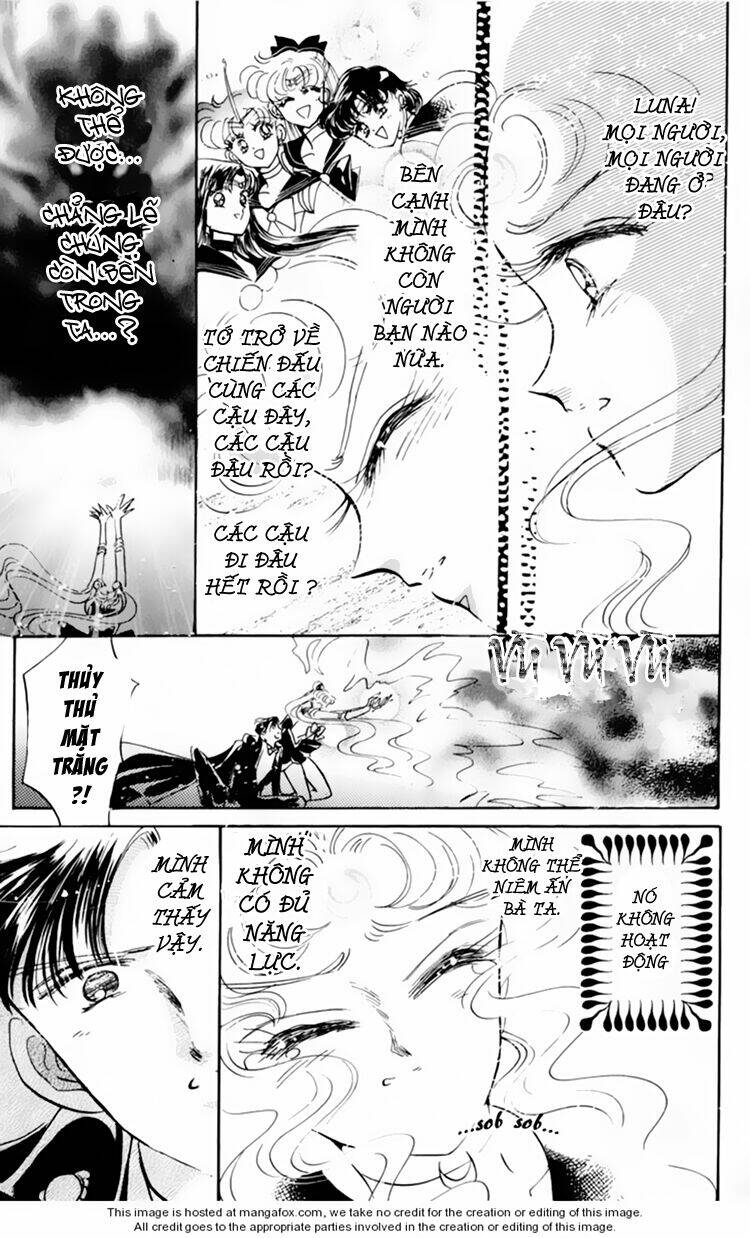 LUNA!
MỌI NGƯỜI,
MỌI NGƯỜI
ĐANG Ở
ĐÂU?
BÊN
CẠNH
MÌNH
KHÔNG
CÒN
NGƯỜI
BẠN NÀO
NỮA.
TỚ TRỞ VỀ
CHIẾN ĐẤU
CÙNG CÁC
CẬU ĐÂY,
CÁC CẬU
ĐÂU RỒI?
CÁC CẬU
ĐI ĐÂU
HẾT RỒI ?
KHÔNG
THỂ
ĐƯỢC...
CHẲNG LẼ
CHÚNG
CÒN BÊN
TRONG
TA...?
VÙ VÙ VÙ
THỦY
THỦ
MẶT
TRĂNG
?!
NÓ
KHÔNG
HOẠT
ĐỘNG
MÌNH
KHÔNG THỂ
NIÊM ẤN
BÀ TA.
MÌNH
KHÔNG
CÓ ĐỦ
NĂNG
LỰC.
...sob sob...
MÌNH
CẢM
THẤY
VẬY.
This image is hosted at mangafox.com, we take no credit for the creation or editing of this image.
All credit goes to the appropriate parties involved in the creation or editing of this image.